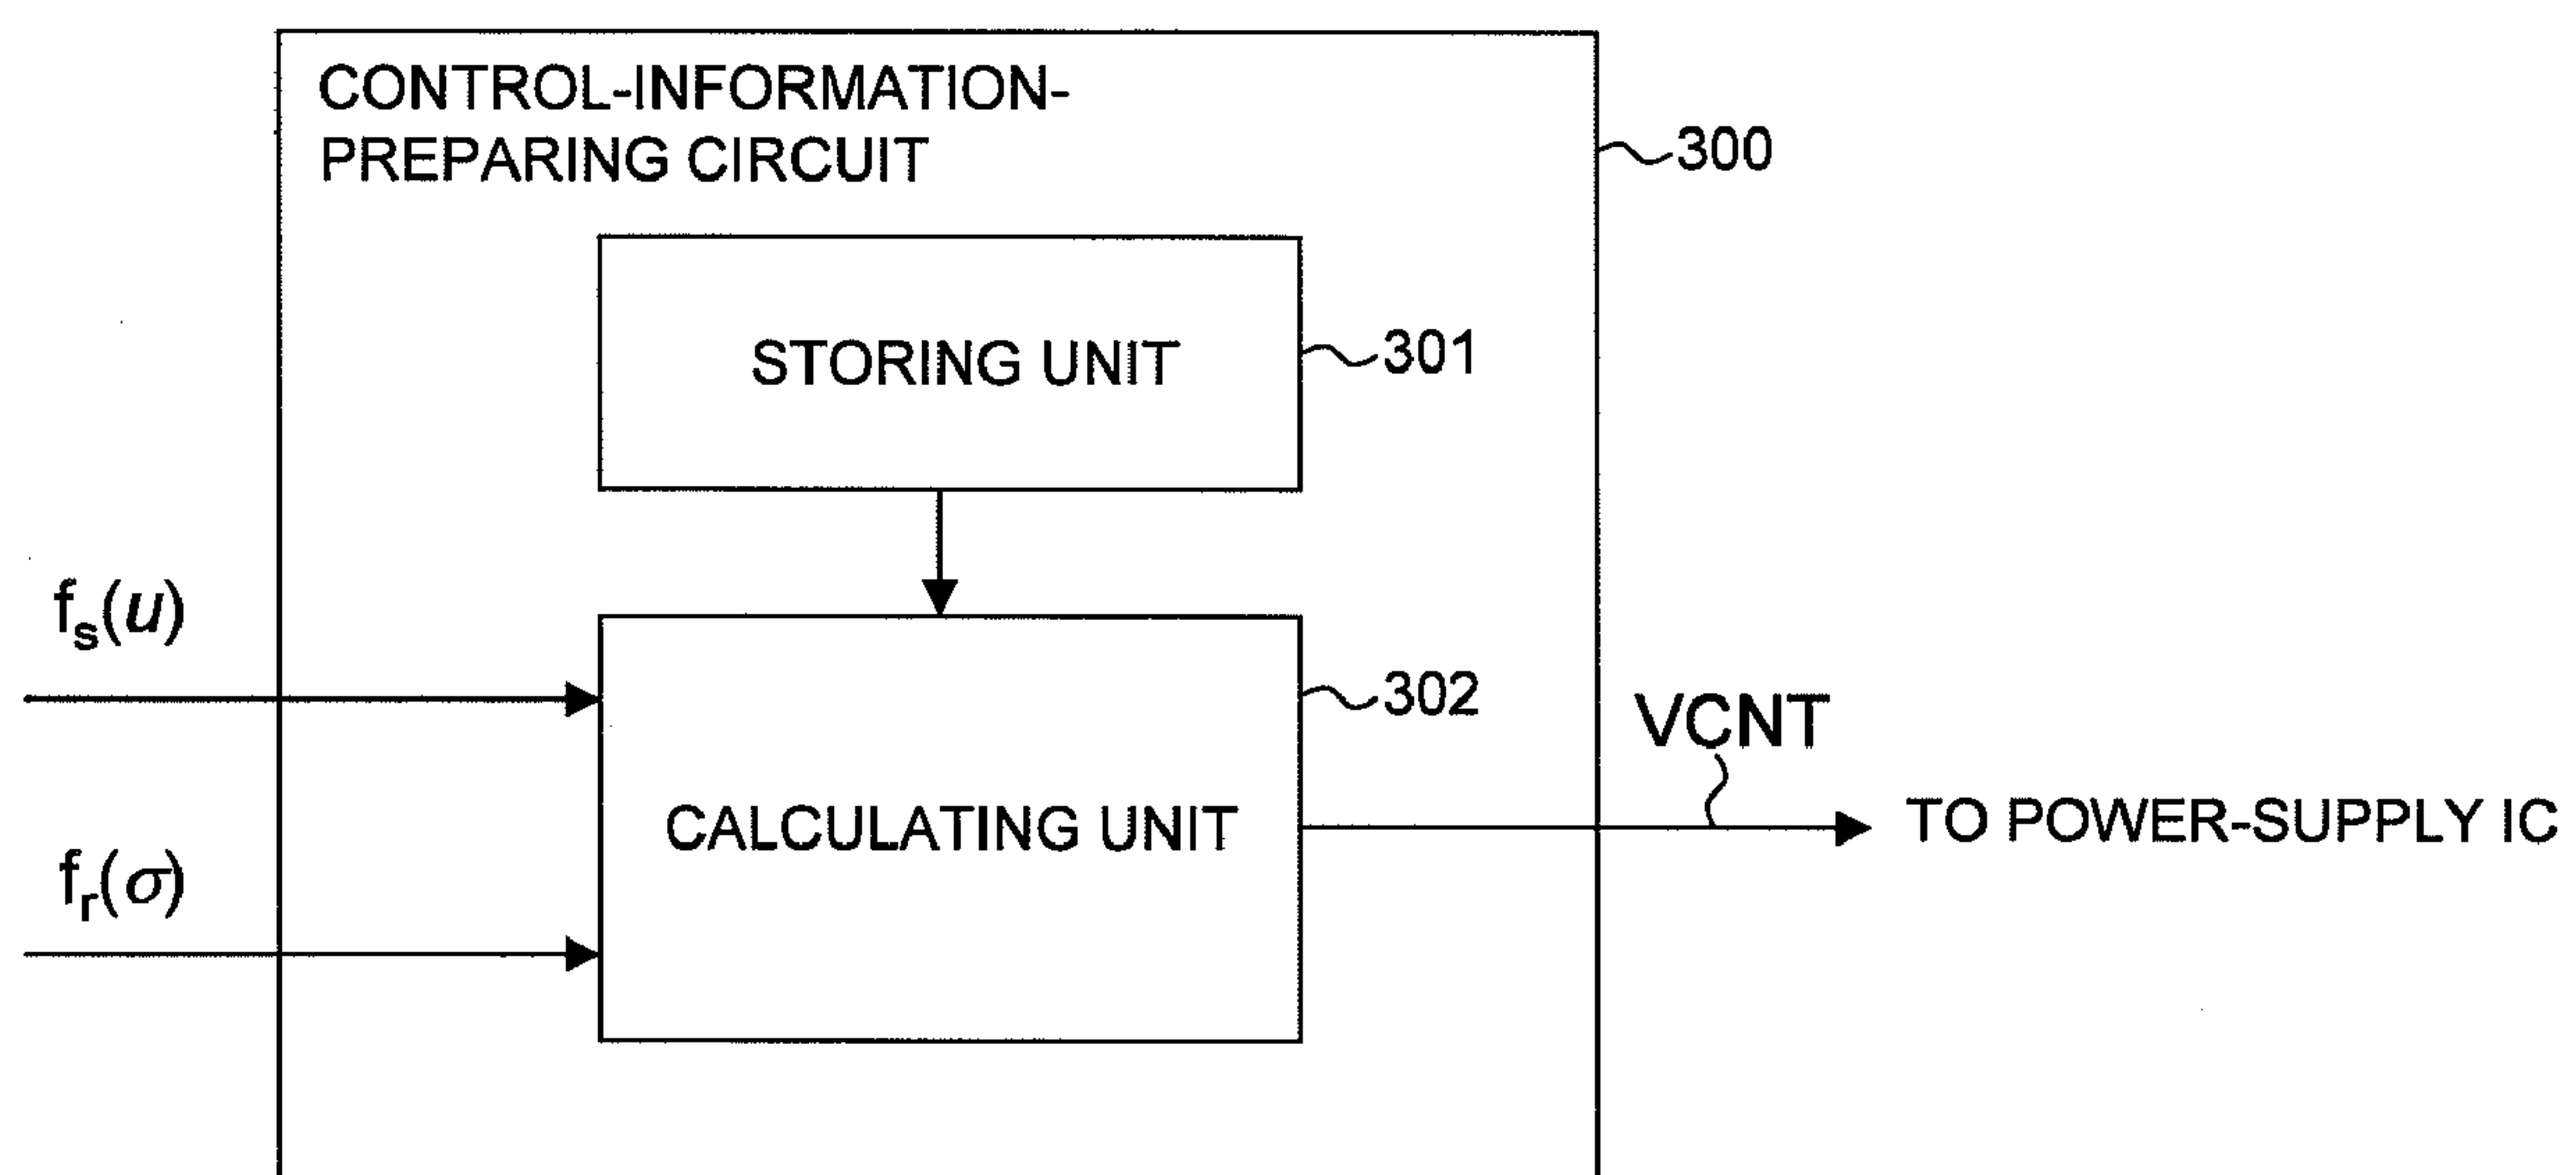 CONTROL-INFORMATION-
PREPARING CIRCUIT
300
STORING UNIT
301
fs(u)
302
VCNT
CALCULATING UNIT
TO POWER-SUPPLY IC
fr(σ)